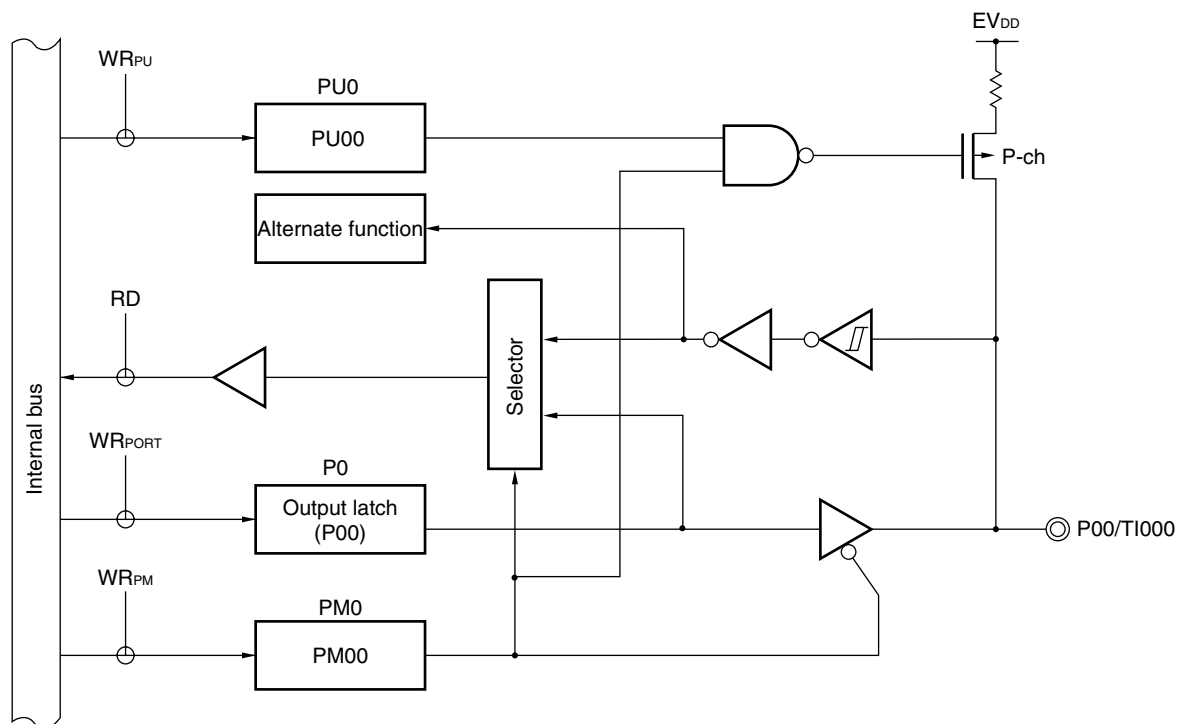 EVDD
WRPU
PU0
PU00
P-ch
Alternate function
RD
Selector
Internal bus
WRPORT
P0
Output latch
(P00)
P00/TI000
WRPM
PM0
PM00